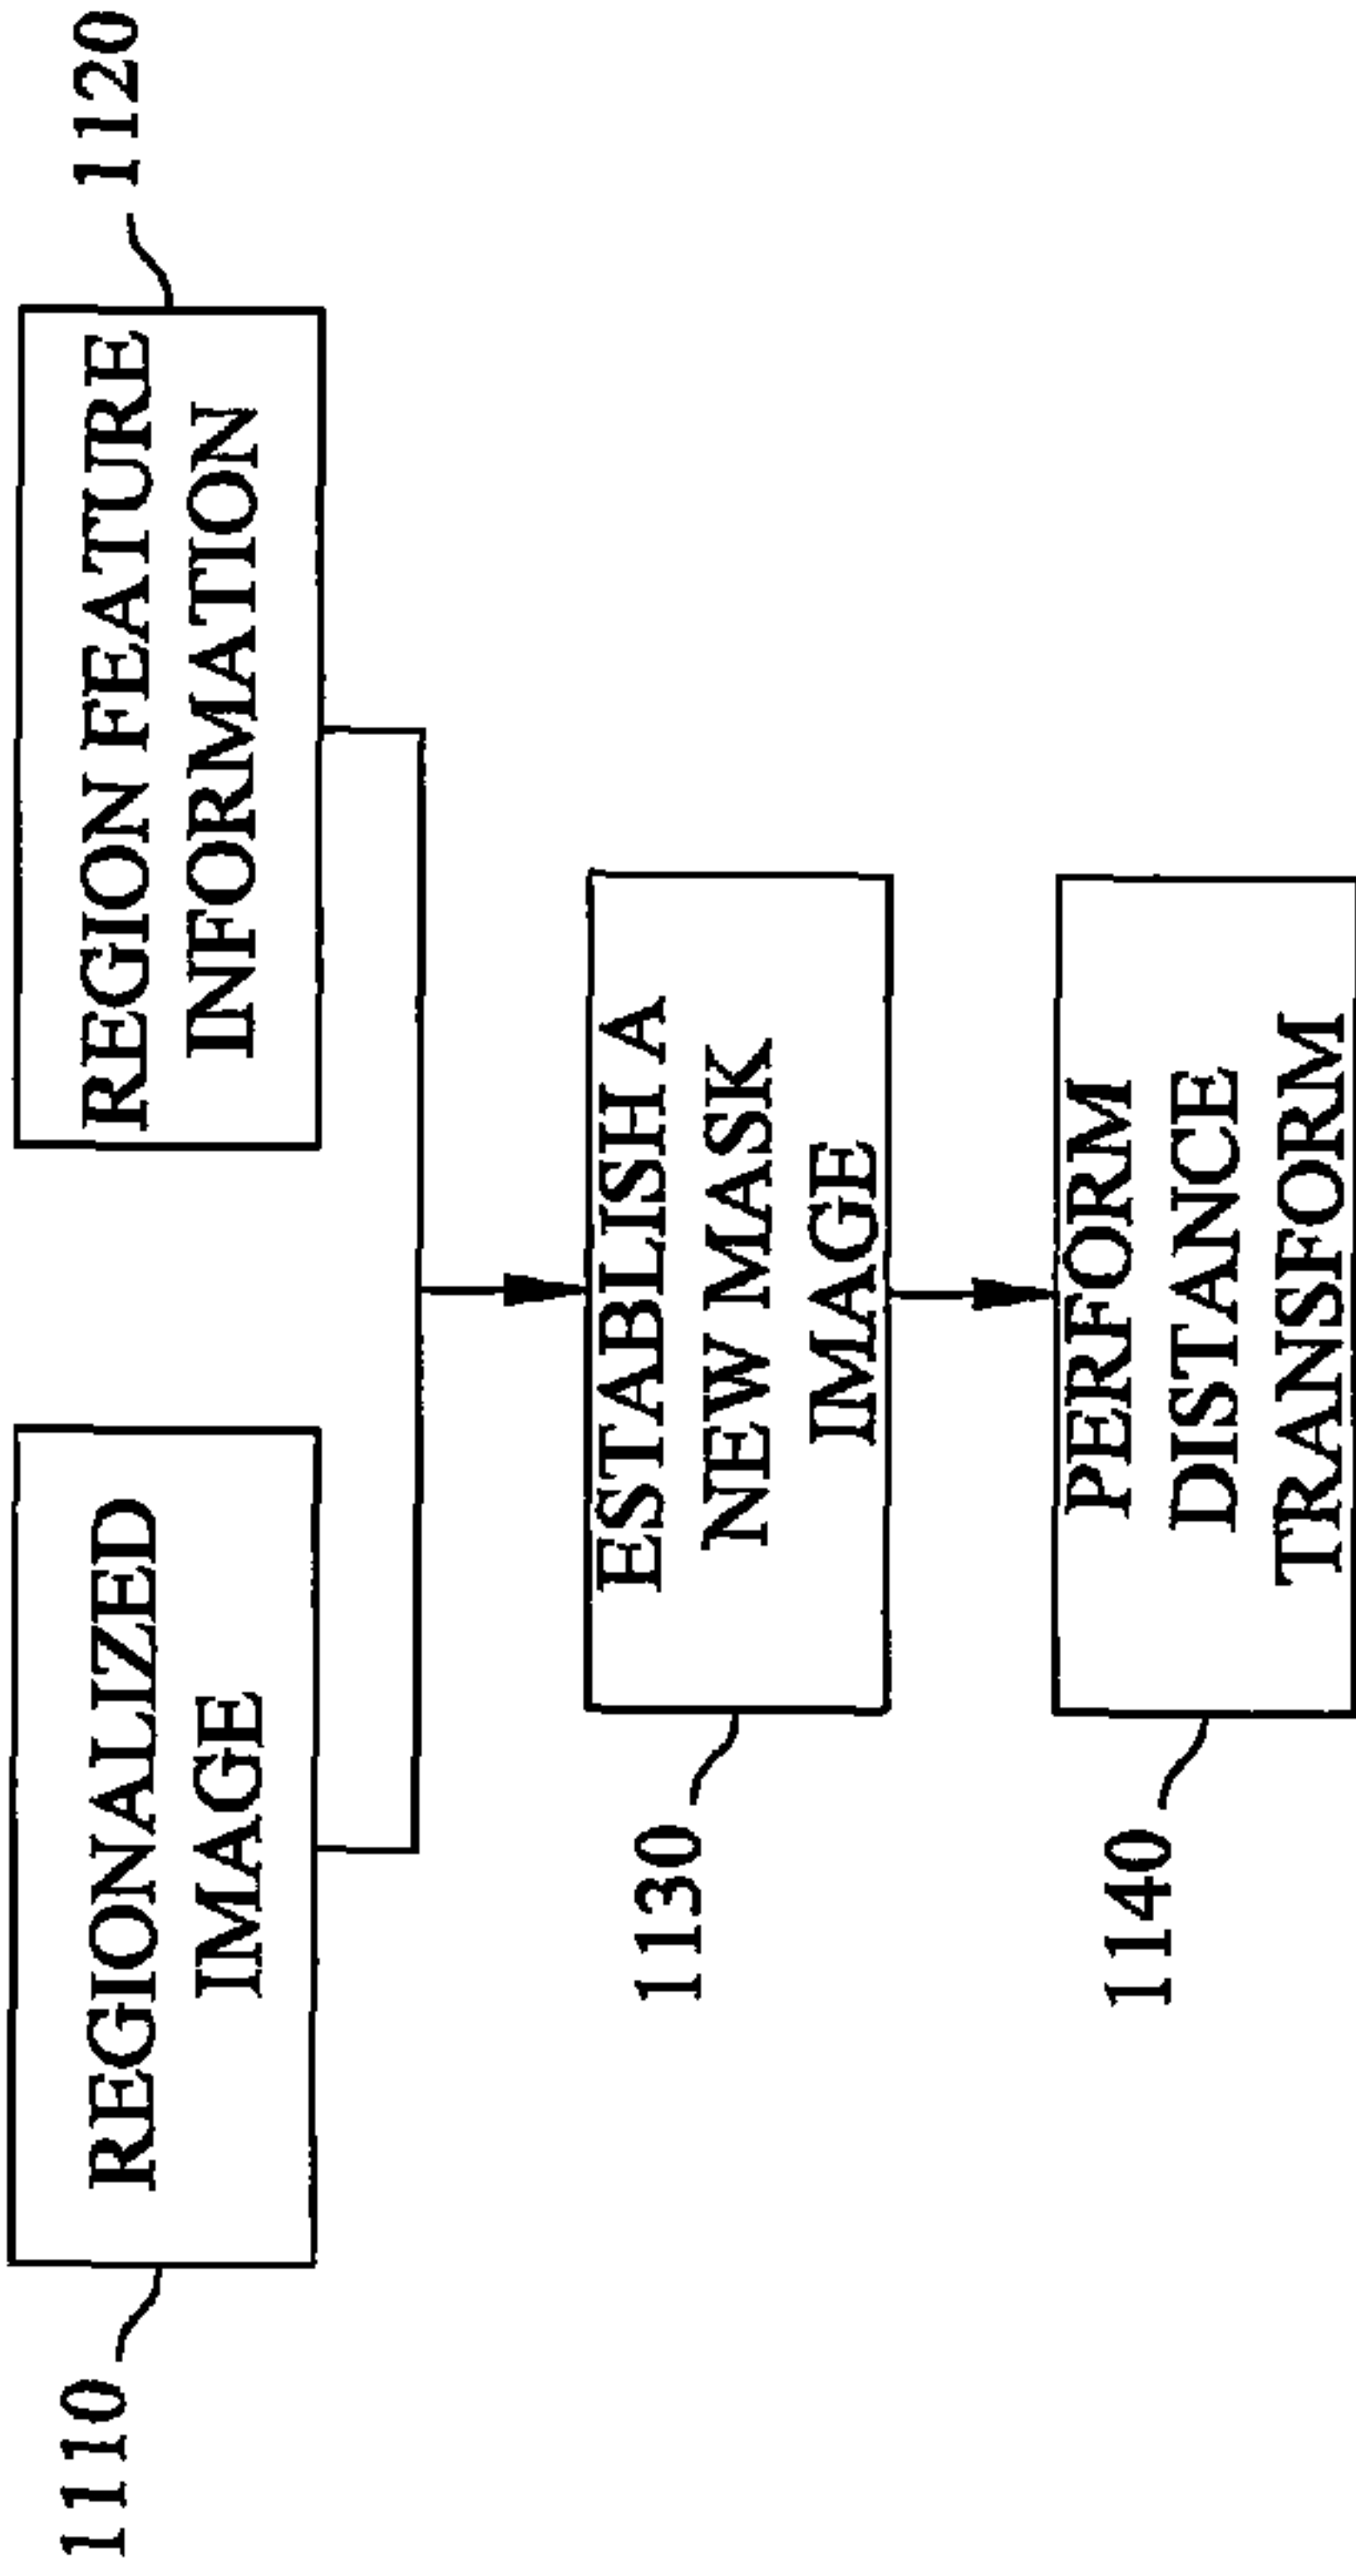 1110
REGIONALIZED
IMAGE
REGION FEATURE
INFORMATION
1120
1130
ESTABLISH A
NEW MASK
IMAGE
1140
PERFORM
DISTANCE
TRANSFORM